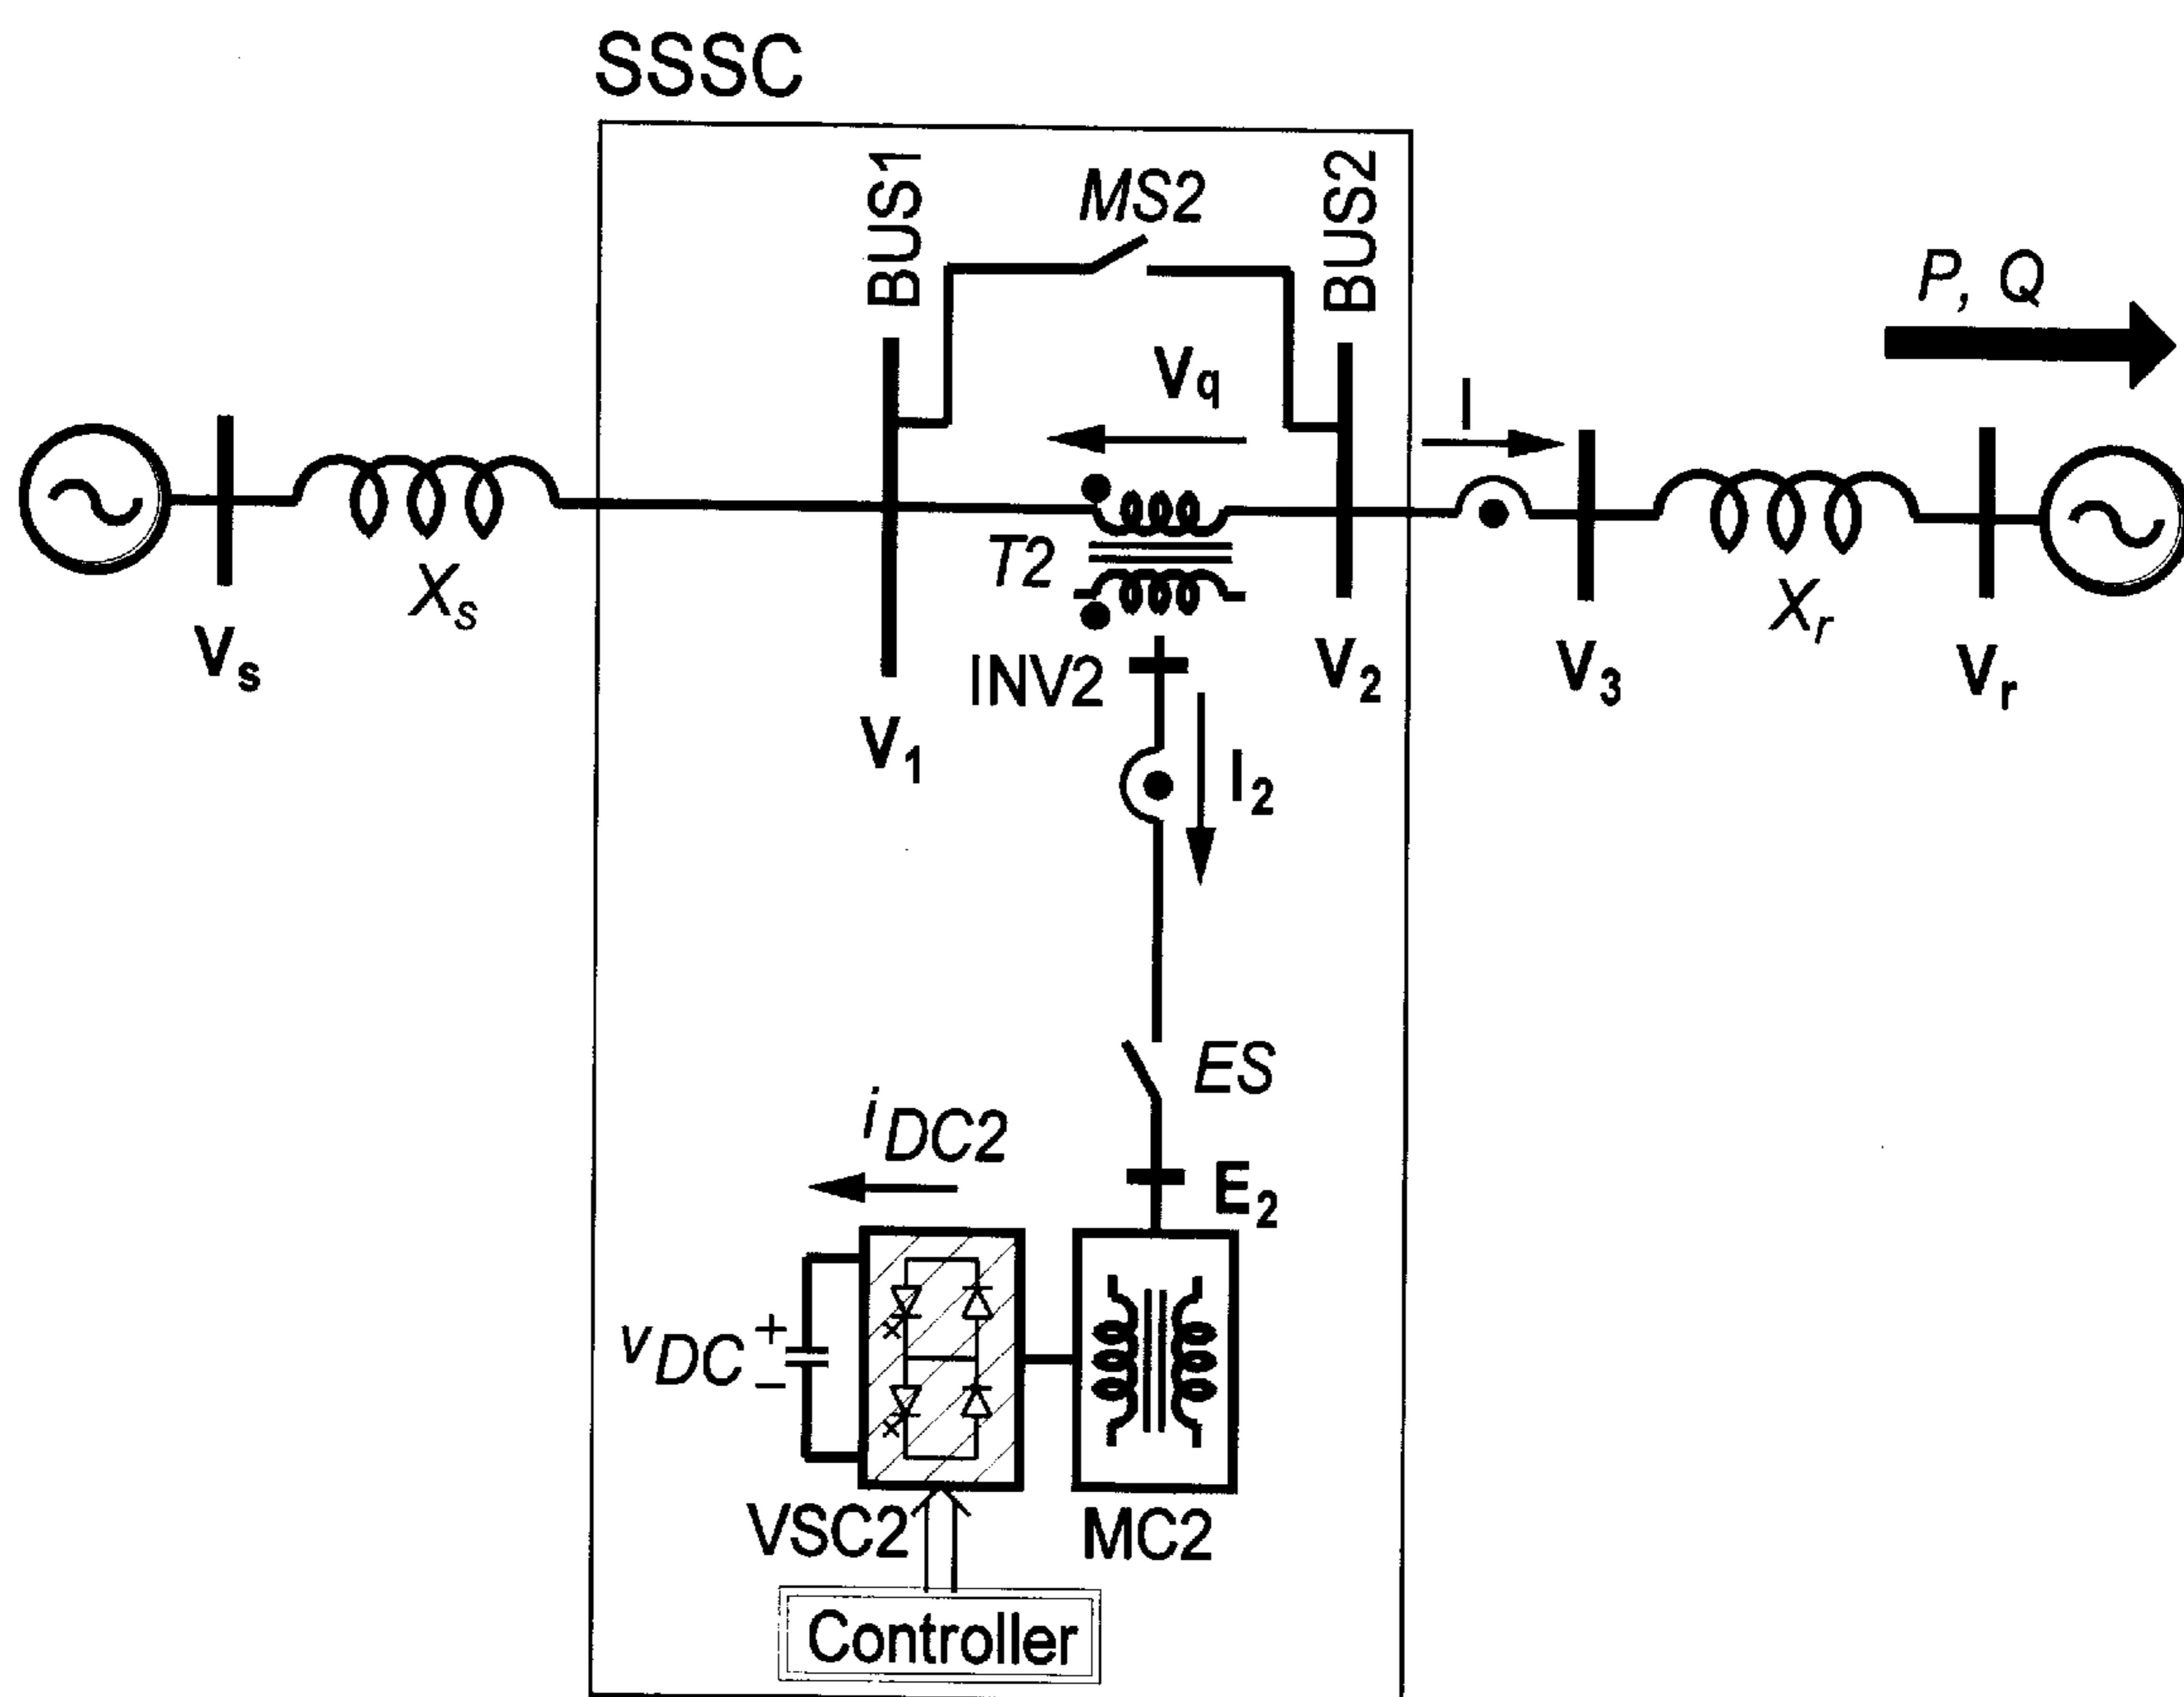 SSSC
BUS1
MS2
BUS2
P, Q
Vq
I
T2
Xs
Vs
INV2
V1
V2
V3
Xr
Vr
I2
ES
iDC2
E2
vDC
+
−
VSC2
MC2
Controller